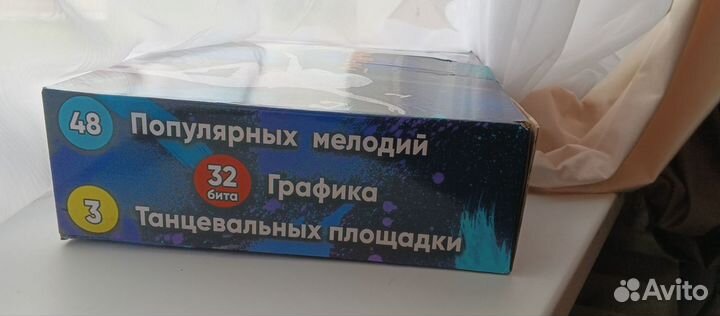 48 Популярных мелодий
32 бита Графика
3 Танцевальных площадки
Avito